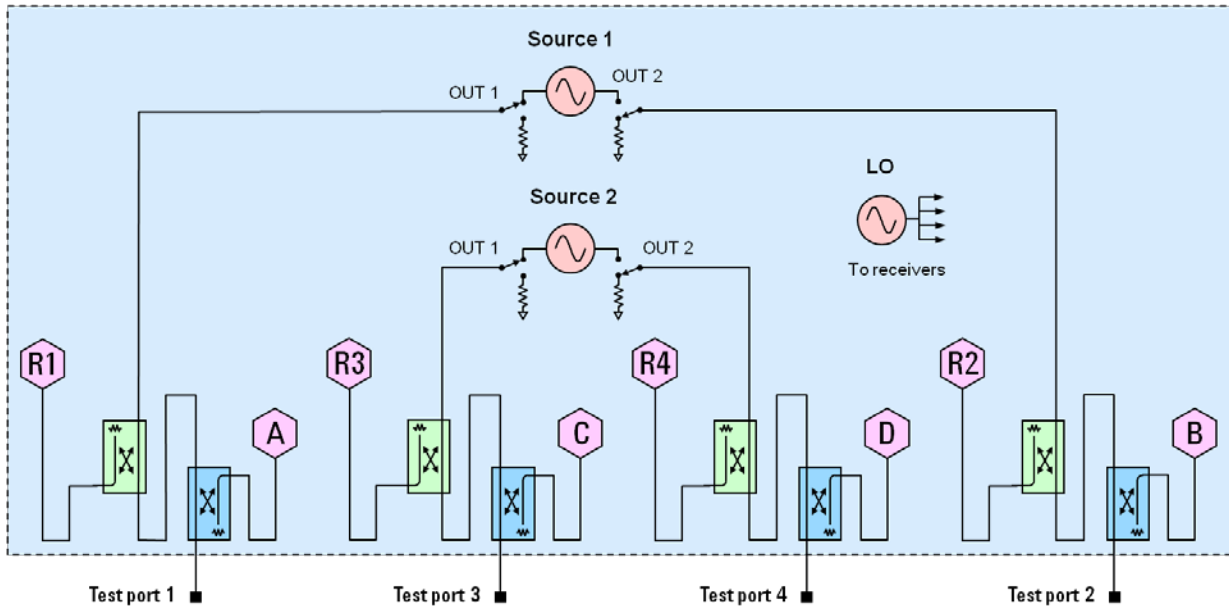 Source 1
OUT 1
OUT 2
LO
Source 2
OUT 1
OUT 2
To receivers
R1
R3
R4
R2
A
C
D
B
Test port 1
Test port 3
Test port 4
Test port 2